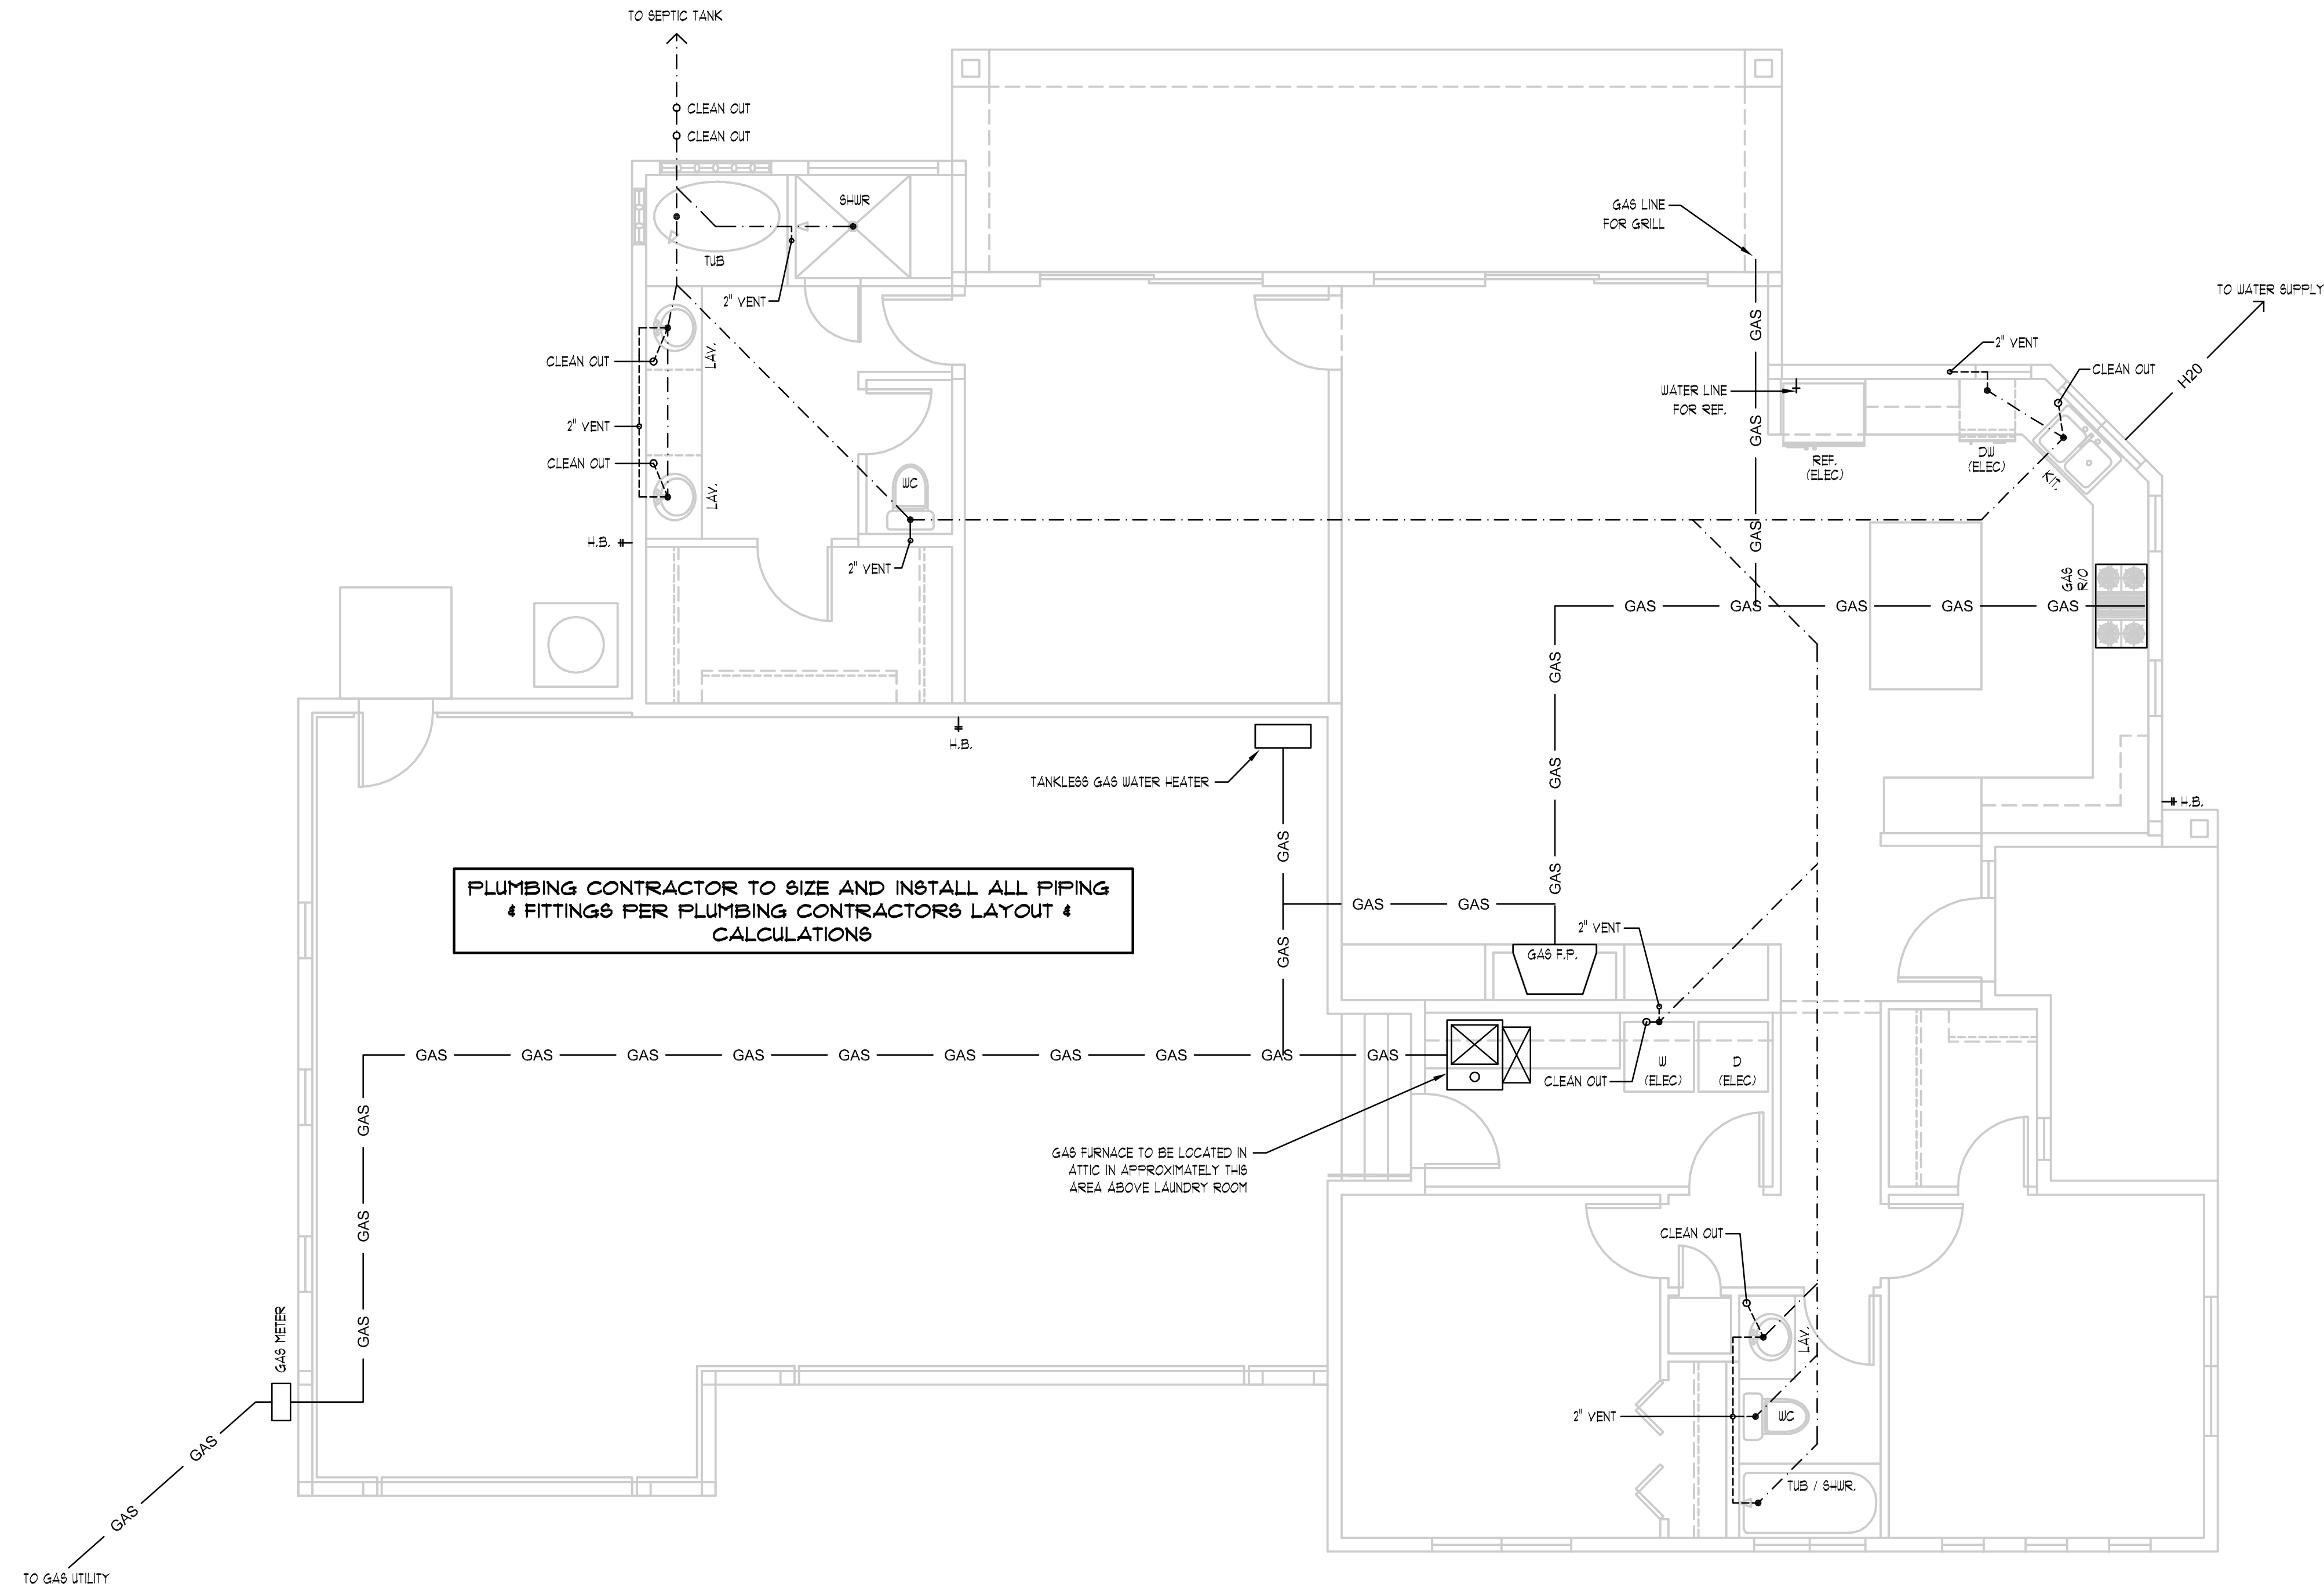 TO SEPTIC TANK
CLEAN OUT
CLEAN OUT
SHWR
TUB
2" VENT
GAS LINE
FOR GRILL
TO WATER SUPPLY
H20
CLEAN OUT
LAV.
2" VENT
CLEAN OUT
LAV.
H.B.
WC
2" VENT
GAS
GAS
GAS
WATER LINE
FOR REF.
2" VENT
CLEAN OUT
REF.
(ELEC)
DW
(ELEC)
KIT.
GAS
R/O
GAS
GAS
GAS
GAS
GAS
GAS
GAS
GAS
H.B.
H.B.
TANKLESS GAS WATER HEATER
GAS
GAS
GAS
GAS
PLUMBING CONTRACTOR TO SIZE AND INSTALL ALL PIPING
& FITTINGS PER PLUMBING CONTRACTORS LAYOUT &
CALCULATIONS
2" VENT
GAS F.P.
GAS
GAS
GAS
GAS
GAS
GAS
GAS
GAS
GAS
GAS
CLEAN OUT
W
(ELEC)
D
(ELEC)
GAS FURNACE TO BE LOCATED IN
ATTIC IN APPROXIMATELY THIS
AREA ABOVE LAUNDRY ROOM
GAS
GAS
GAS
GAS METER
CLEAN OUT
LAV.
2" VENT
WC
TUB / SHWR.
GAS
GAS
TO GAS UTILITY